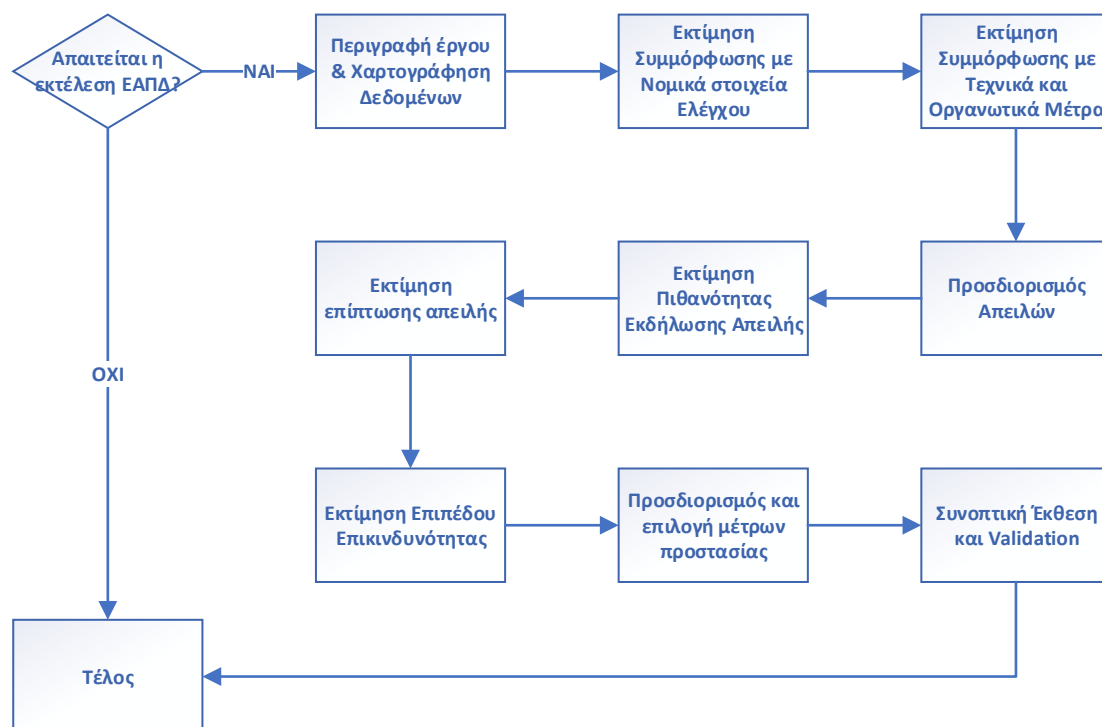 Απαιτείται η
εκτέλεση ΕΑΠΔ?
ΝΑΙ
Περιγραφή έργου
& Χαρτογράφηση
Δεδομένων
Εκτίμηση
Συμμόρφωσης με
Νομικά στοιχεία
Ελέγχου
Εκτίμηση
Συμμόρφωσης με
Τεχνικά και
Οργανωτικά Μέτρα
Εκτίμηση
επίπτωσης απειλής
Εκτίμηση
Πιθανότητας
Εκδήλωσης Απειλής
Προσδιορισμός
Απειλών
ΟΧΙ
Εκτίμηση Επιπέδου
Επικινδυνότητας
Προσδιορισμός και
επιλογή μέτρων
προστασίας
Συνοπτική Έκθεση
και Validation
Τέλος